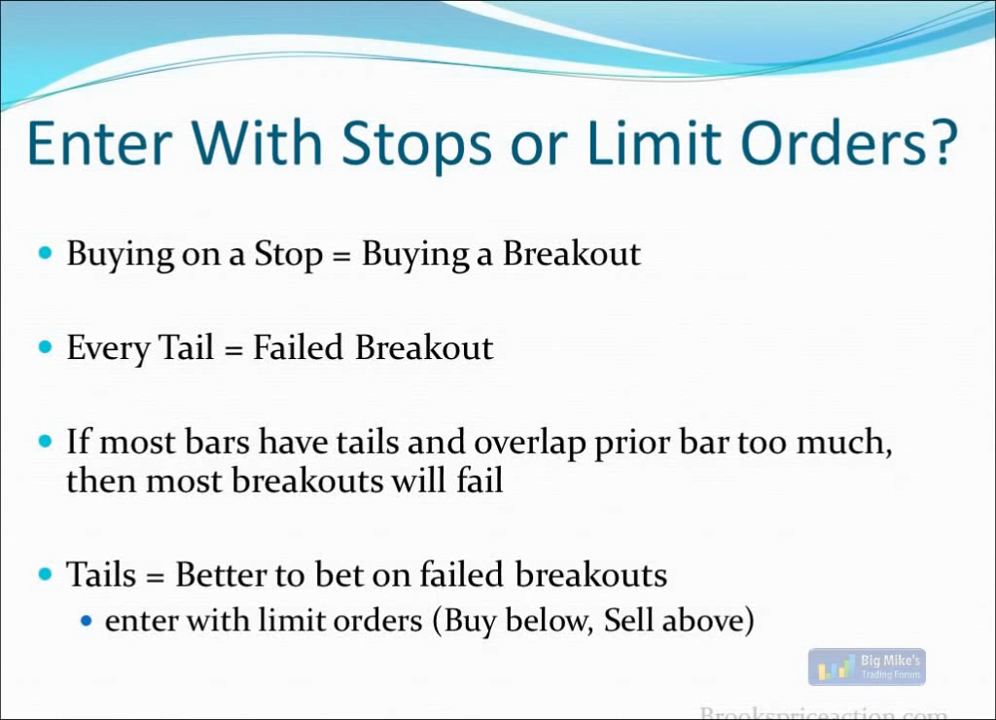 Enter With Stops or Limit Orders?
Buying on a Stop = Buying a Breakout
Every Tail = Failed Breakout
If most bars have tails and overlap prior bar too much,
then most breakouts will fail
Tails = Better to bet on failed breakouts
enter with limit orders (Buy below, Sell above)
Big Mike's
Trading Forum
Brookspriceaction.com